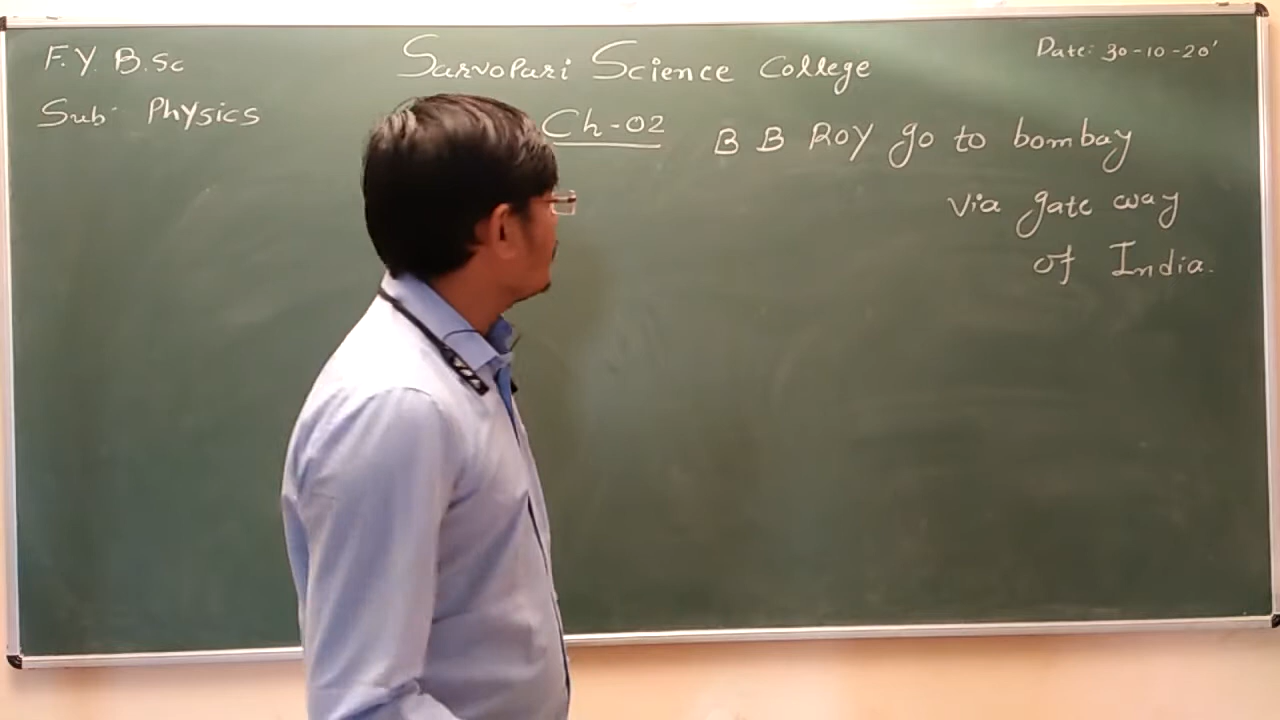 F.Y. B.Sc
Sarvopari Science College
Date: 30-10-20'
Sub: Physics
Ch-02
B B ROY go to bombay
via gate way
of India.